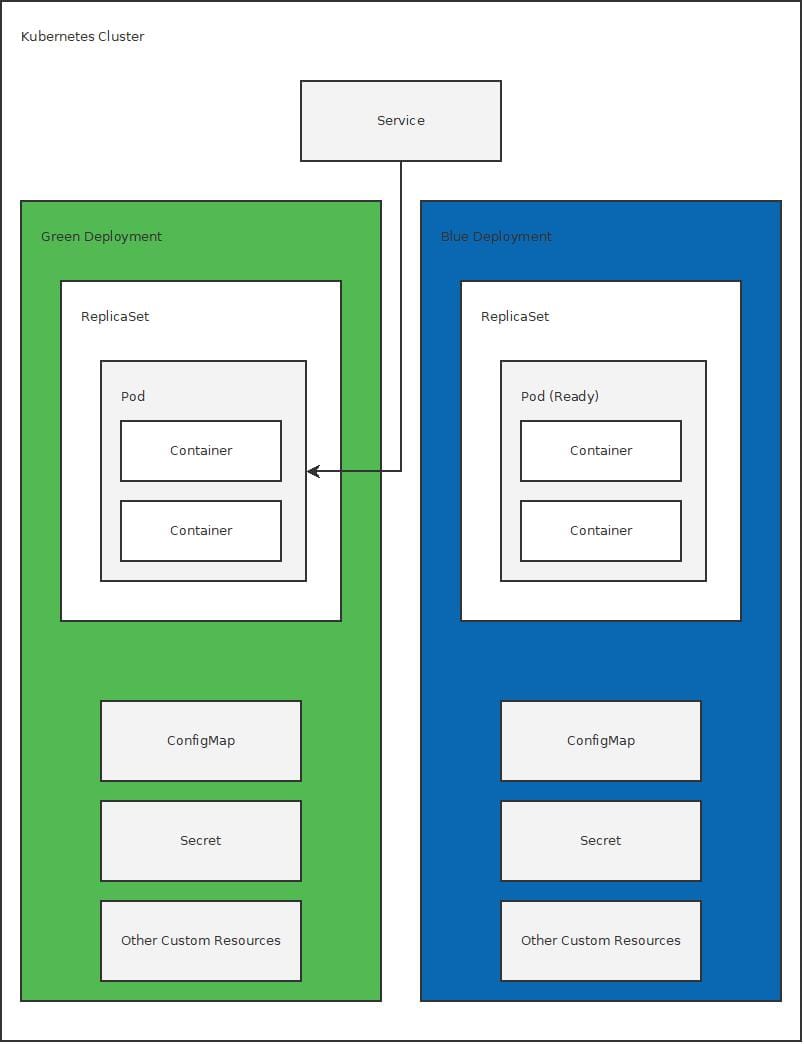 Kubernetes Cluster
Service
Green Deployment
ReplicaSet
Pod
Container
Container
ConfigMap
Secret
Other Custom Resources
Blue Deployment
ReplicaSet
Pod (Ready)
Container
Container
ConfigMap
Secret
Other Custom Resources